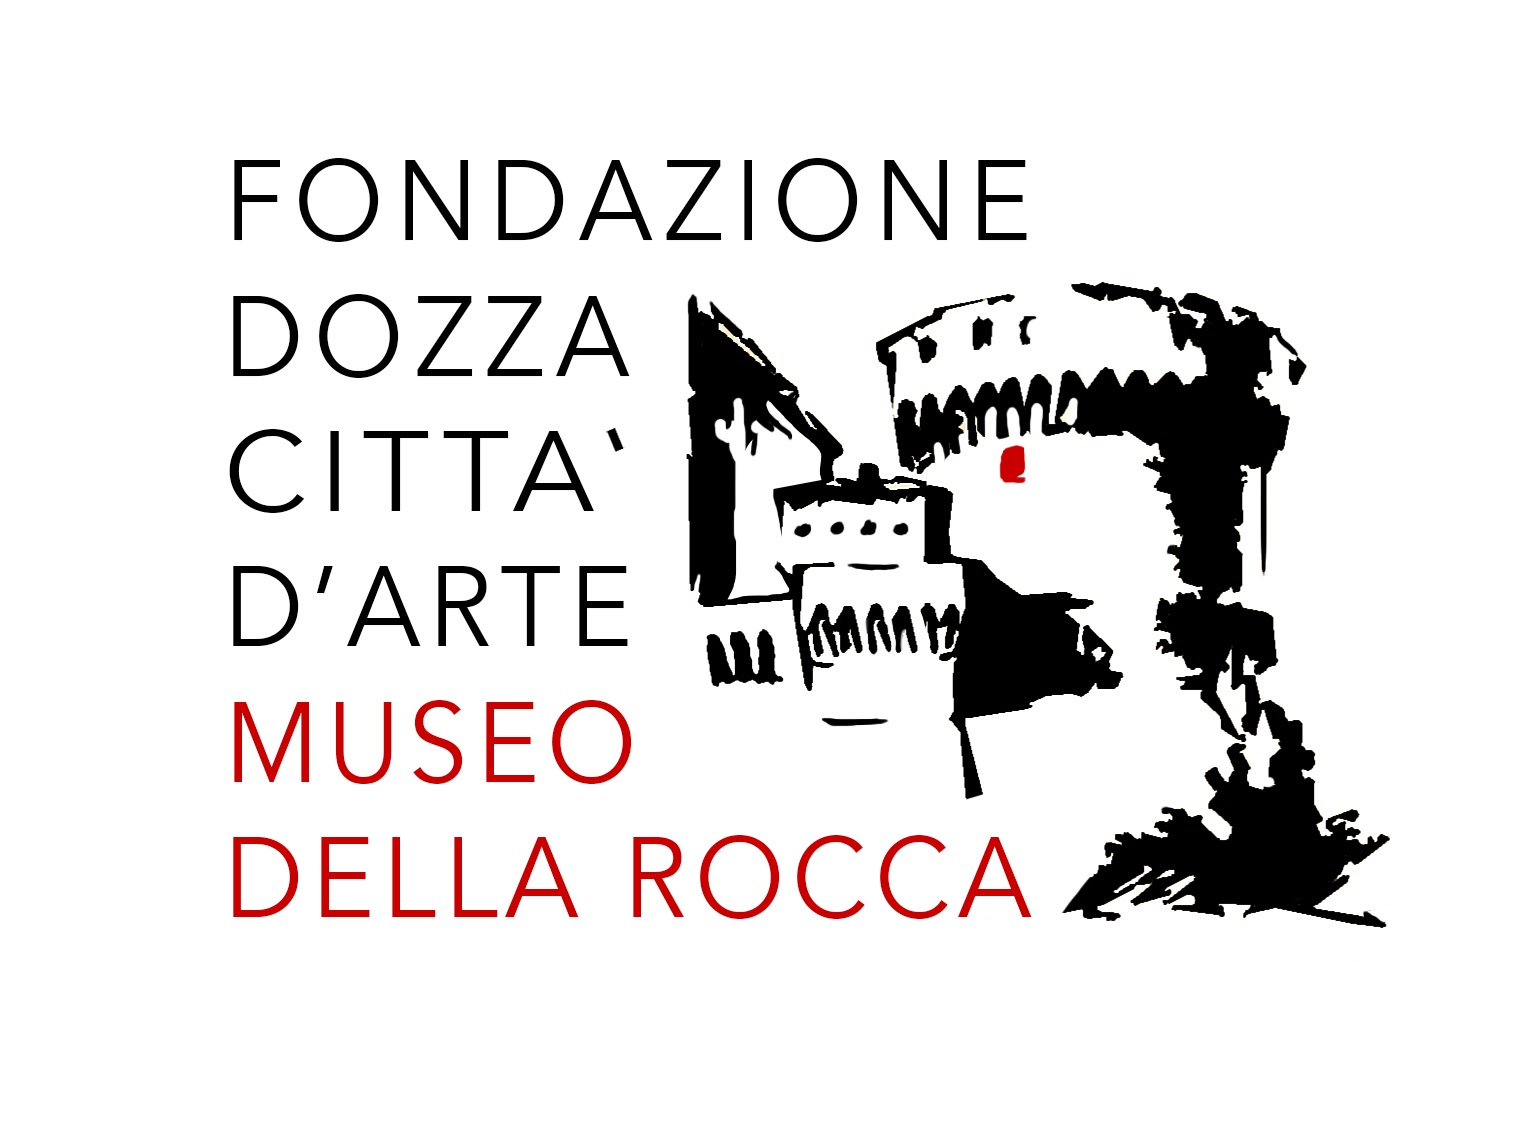 FONDAZIONE
DOZZA
CITTA‵
D’ARTE
MUSEO
DELLA ROCCA